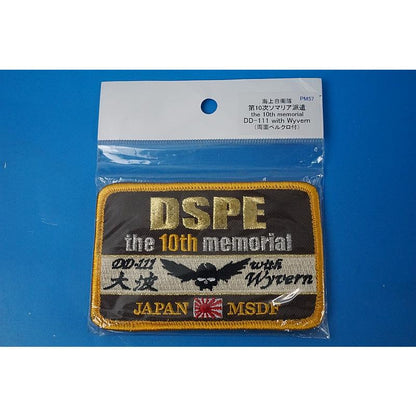 海上自衛隊 PM57
第10次ソマリア派遣
the 10th memorial
DD-111 with Wyvern
(両面ベルクロ付)
DSPE
the 10th memorial
DD-111 with
大波 Wyvern
JAPAN MSDF